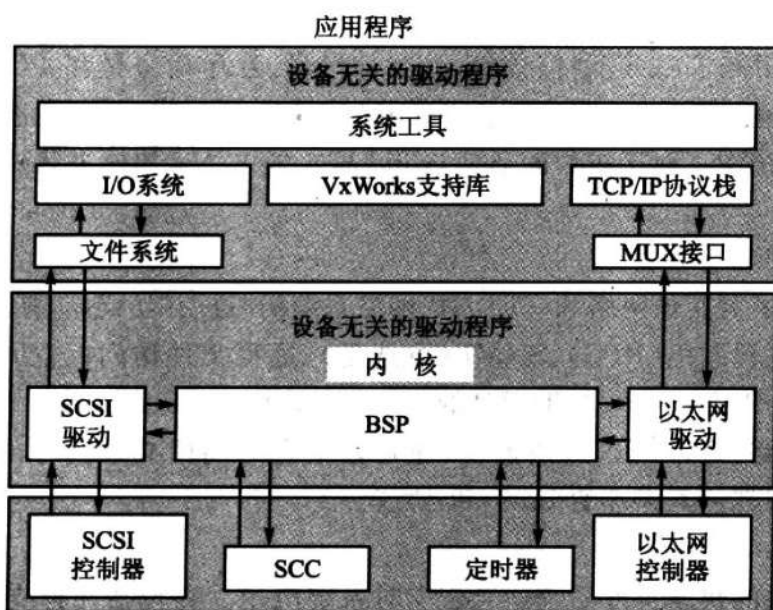 应用程序
设备无关的驱动程序
系统工具
I/O系统
VxWorks支持库
TCP/IP协议栈
文件系统
MUX接口
设备无关的驱动程序
内 核
SCSI
驱动
BSP
以太网
驱动
SCSI
控制器
SCC
定时器
以太网
控制器